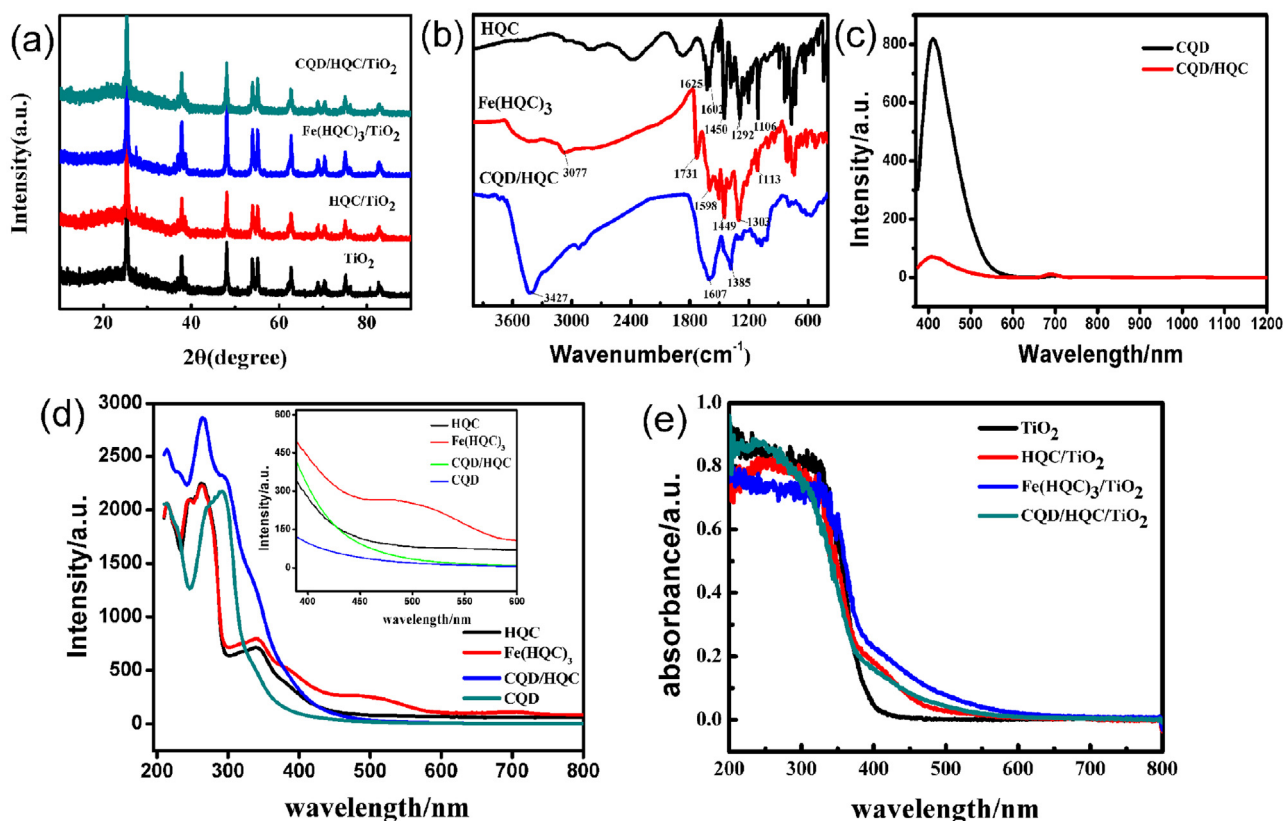 (a)
CQD/HQC/TiO2
Fe(HQC)3/TiO2
HQC/TiO2
TiO2
Intensity(a.u.)
20 40 60 80
2θ(degree)
(b)
HQC
1602
1450
1292
1106
Fe(HQC)3
1625
3077
1731
1598
1449
1303
1113
CQD/HQC
3427
1607
1385
3600 3000 2400 1800 1200 600
Wavenumber(cm-1)
(c)
CQD
CQD/HQC
Intensity/a.u.
800
600
400
200
0
400 500 600 700 800 900 1000 1100 1200
Wavelength/nm
(d)
Intensity/a.u.
3000
2500
2000
1500
1000
500
0
200 300 400 500 600 700 800
wavelength/nm
Intensity/a.u.
600
450
300
150
0
400 450 500 550 600
wavelength/nm
HQC
Fe(HQC)3
CQD/HQC
CQD
HQC
Fe(HQC)3
CQD/HQC
CQD
(e)
absorbance/a.u.
1.0
0.8
0.6
0.4
0.2
0.0
200 300 400 500 600 700 800
wavelength/nm
TiO2
HQC/TiO2
Fe(HQC)3/TiO2
CQD/HQC/TiO2